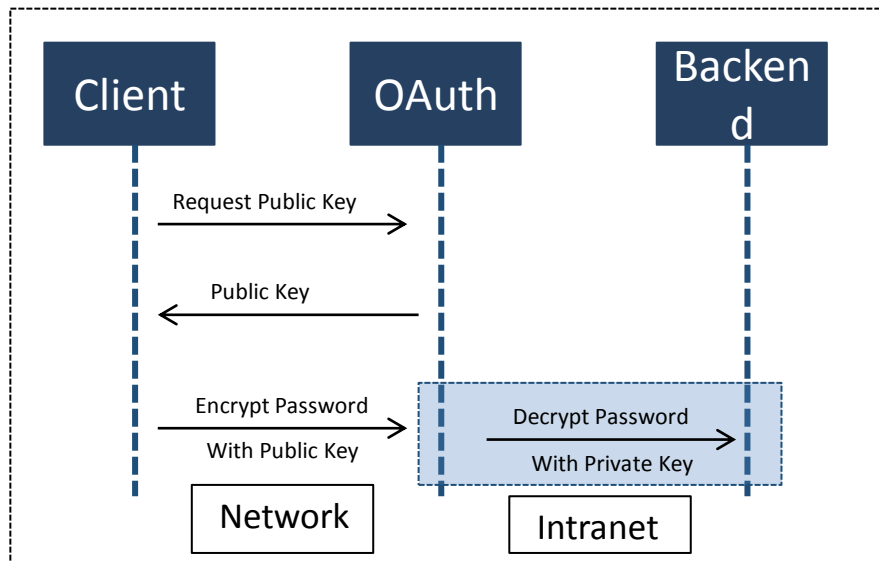 Client
OAuth
Backen
d
Request Public Key
Public Key
Encrypt Password
With Public Key
Decrypt Password
With Private Key
Network
Intranet